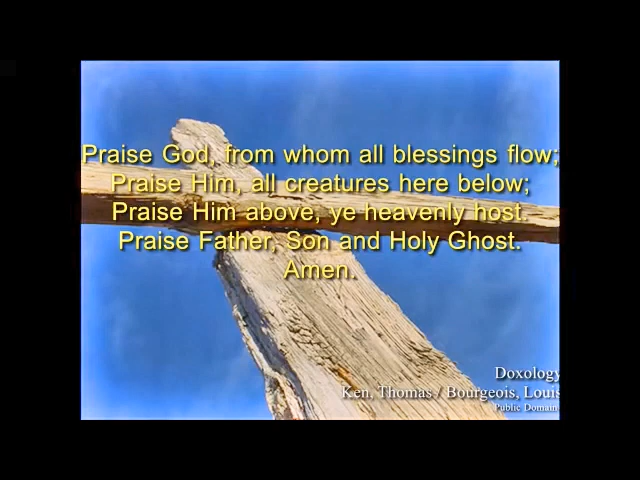 Praise God, from whom all blessings flow;
Praise Him, all creatures here below;
Praise Him above, ye heavenly host.
Praise Father, Son and Holy Ghost.
Amen.
Doxology
Ken, Thomas / Bourgeois, Louis
Public Domain